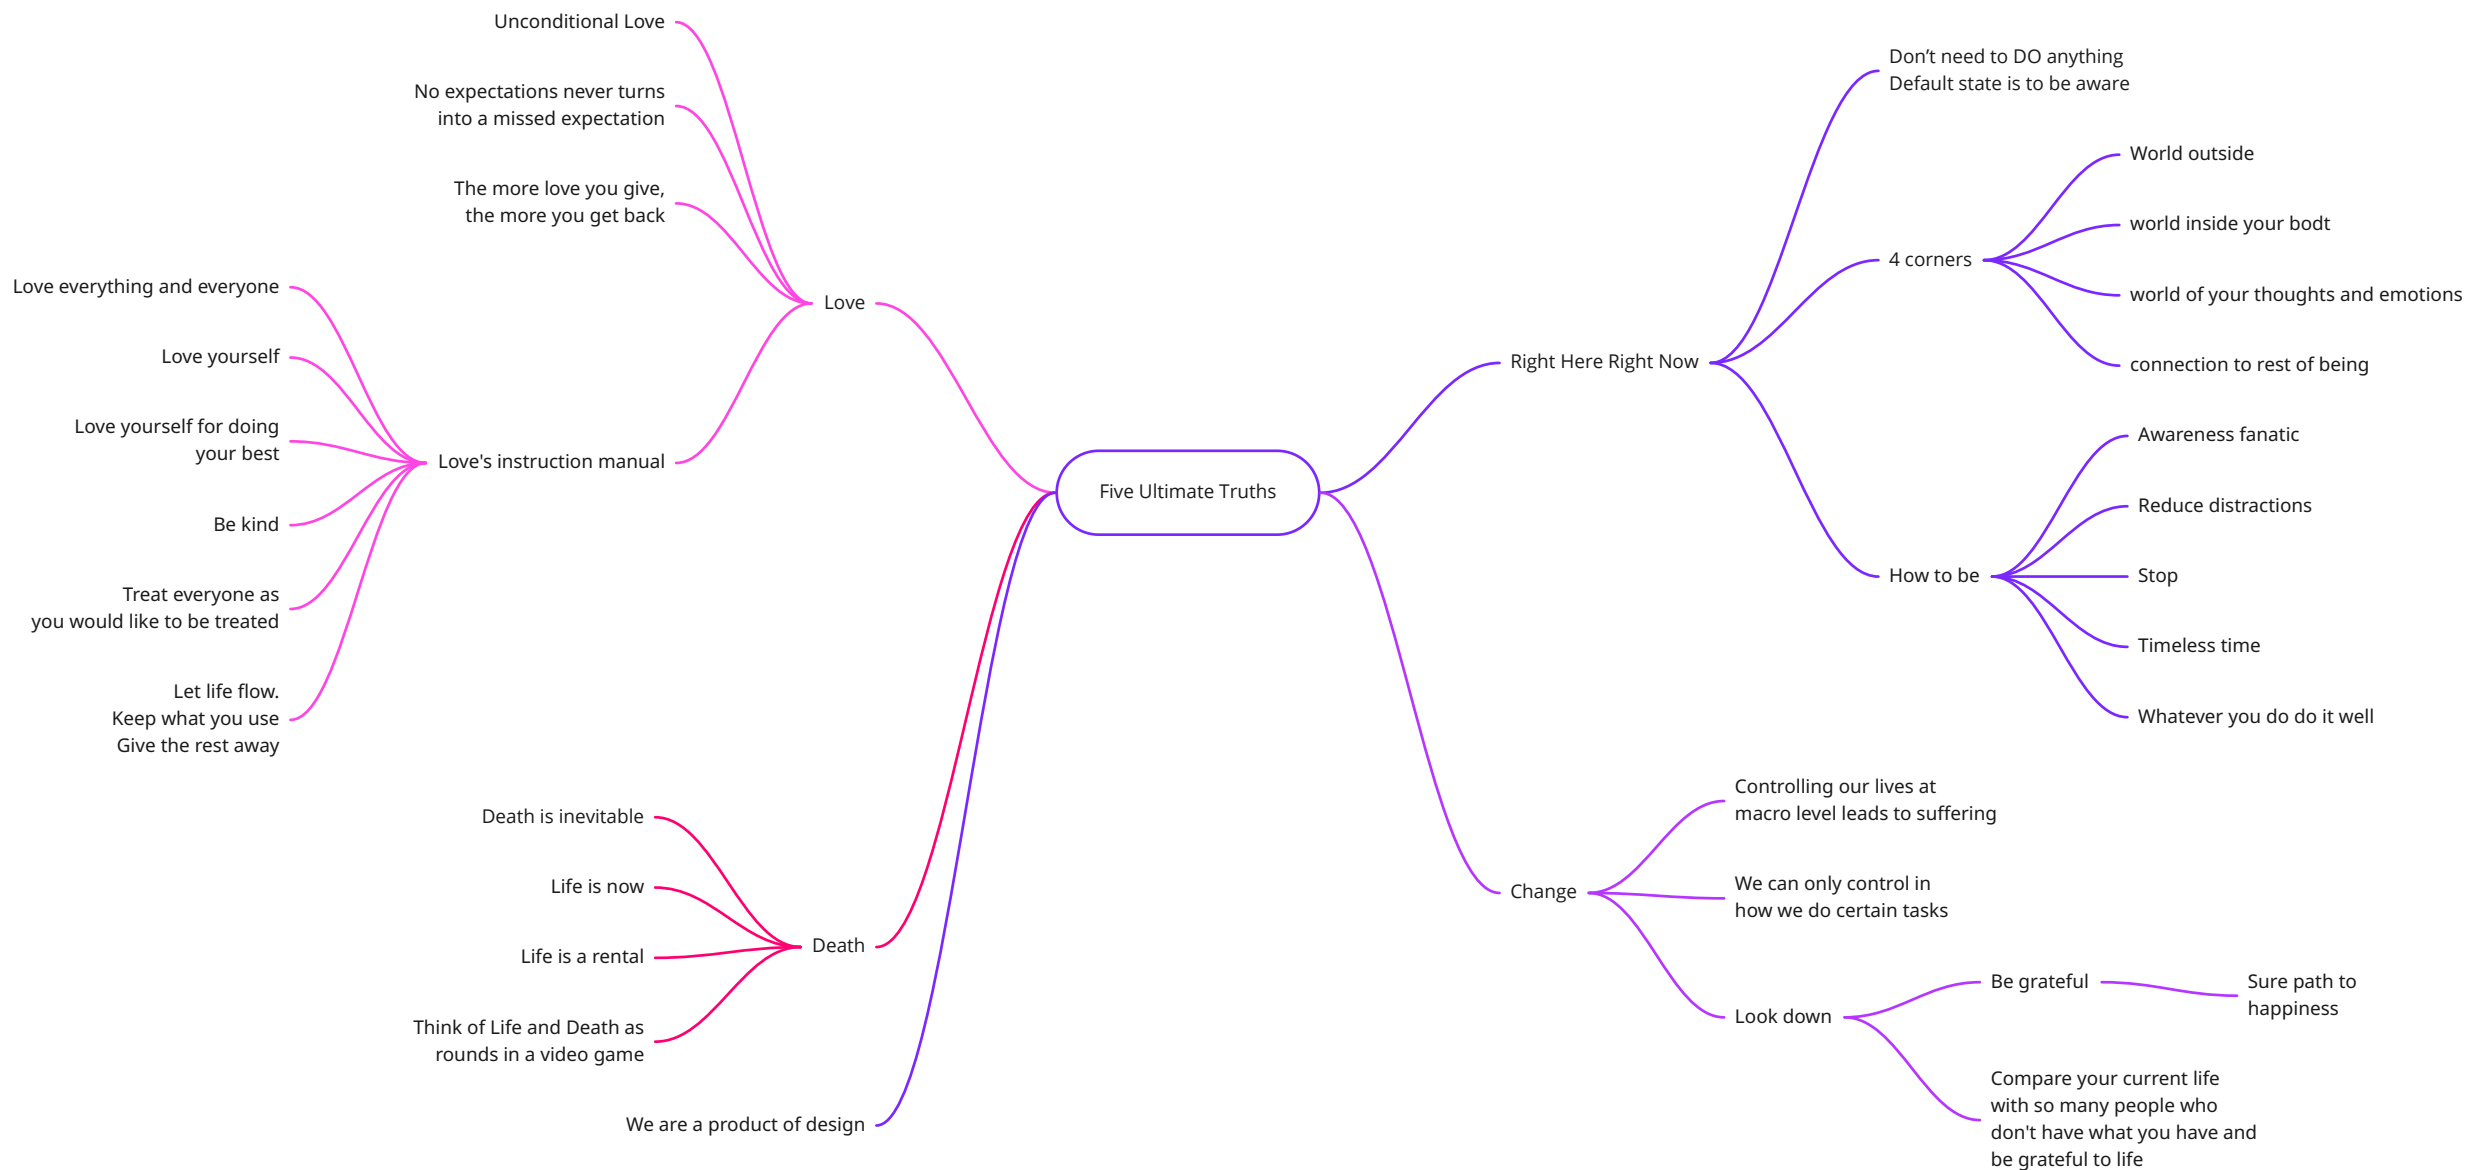 Five Ultimate Truths
Right Here Right Now
Don’t need to DO anything
Default state is to be aware
4 corners
World outside
world inside your bodt
world of your thoughts and emotions
connection to rest of being
How to be
Awareness fanatic
Reduce distractions
Stop
Timeless time
Whatever you do do it well
Change
Controlling our lives at
macro level leads to suffering
We can only control in
how we do certain tasks
Look down
Be grateful
Sure path to
happiness
Compare your current life
with so many people who
don't have what you have and
be grateful to life
Love
Unconditional Love
No expectations never turns
into a missed expectation
The more love you give,
the more you get back
Love's instruction manual
Love everything and everyone
Love yourself
Love yourself for doing
your best
Be kind
Treat everyone as
you would like to be treated
Let life flow.
Keep what you use
Give the rest away
Death
Death is inevitable
Life is now
Life is a rental
Think of Life and Death as
rounds in a video game
We are a product of design